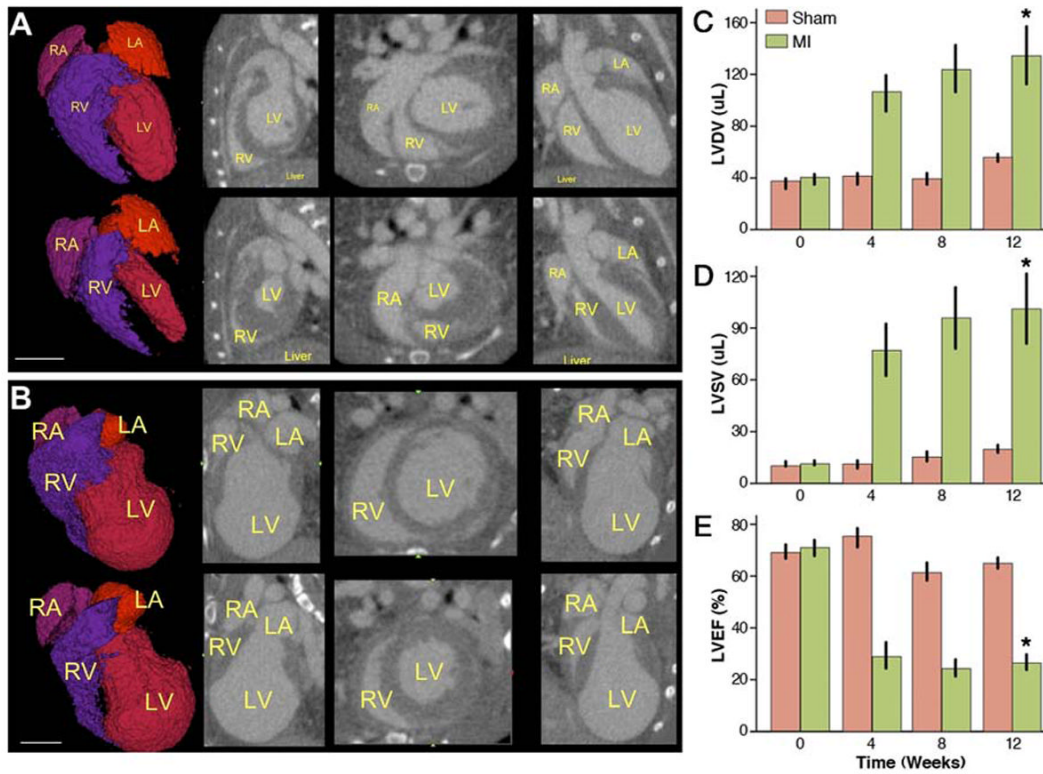 A
RA
LA
RV
LV
LV
RV
Liver
RA
LV
RV
LA
RA
RV
LV
Liver
RA
LA
RV
LV
LV
RV
Liver
RA
LV
RV
LA
RA
RV
LV
Liver
B
RA
LA
RV
LV
RA
RV
LA
LV
RV
LV
RA
LA
RV
LV
RA
LA
RV
LV
RA
LA
RV
LV
LV
RV
RA
LA
RV
LV
C
Sham
MI
*
LVDV (uL)
160
120
80
40
0
0 4 8 12
D
*
LVSV (uL)
120
90
60
30
0
0 4 8 12
E
*
LVEF (%)
80
60
40
20
0
0 4 8 12
Time (Weeks)